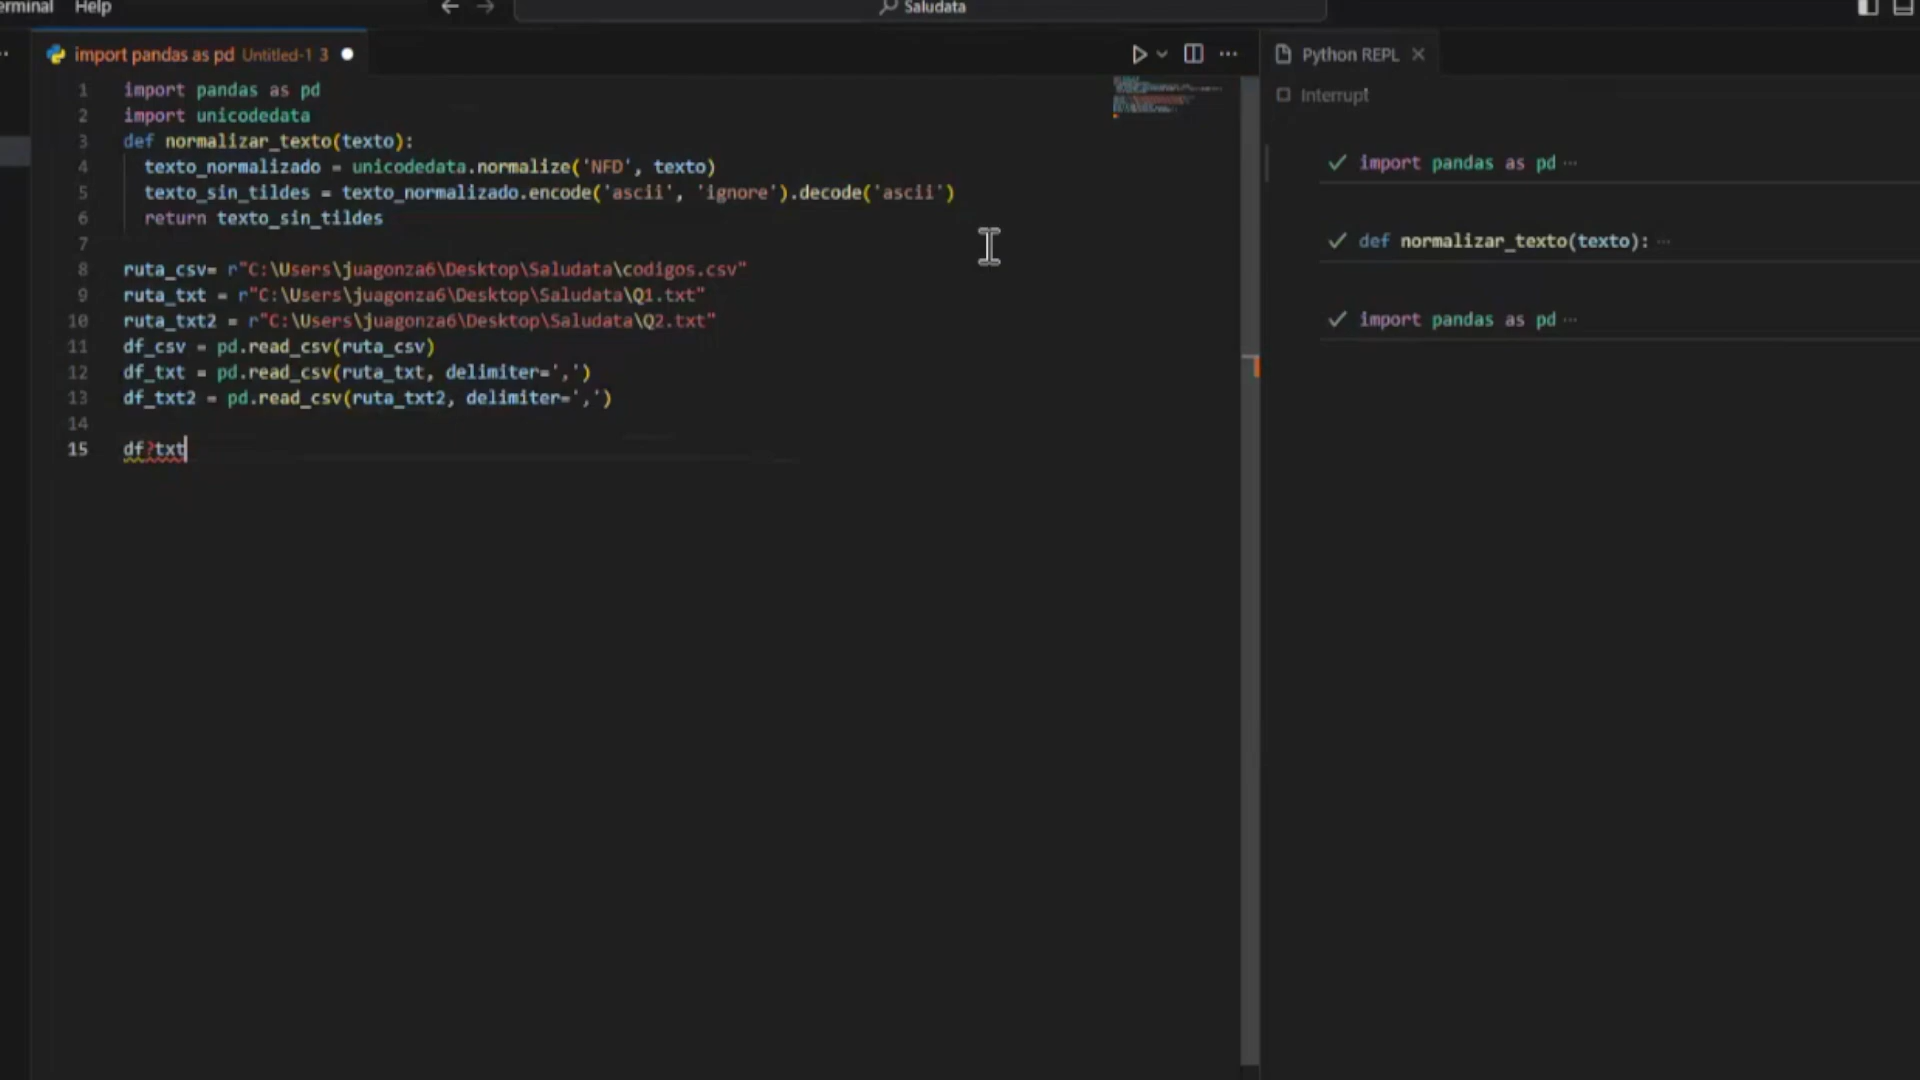 erminal Help
Saludata
import pandas as pd Untitled-1 3
1 import pandas as pd
2 import unicodedata
3 def normalizar_texto(texto):
4 texto_normalizado = unicodedata.normalize('NFD', texto)
5 texto_sin_tildes = texto_normalizado.encode('ascii', 'ignore').decode('ascii')
6 return texto_sin_tildes
7
8 ruta_csv= r"C:\Users\juagonza6\Desktop\Saludata\codigos.csv"
9 ruta_txt = r"C:\Users\juagonza6\Desktop\Saludata\Q1.txt"
10 ruta_txt2 = r"C:\Users\juagonza6\Desktop\Saludata\Q2.txt"
11 df_csv = pd.read_csv(ruta_csv)
12 df_txt = pd.read_csv(ruta_txt, delimiter=',')
13 df_txt2 = pd.read_csv(ruta_txt2, delimiter=',')
14
15 df?txt
Python REPL
Interrupt
import pandas as pd ···
def normalizar_texto(texto): ···
import pandas as pd ···